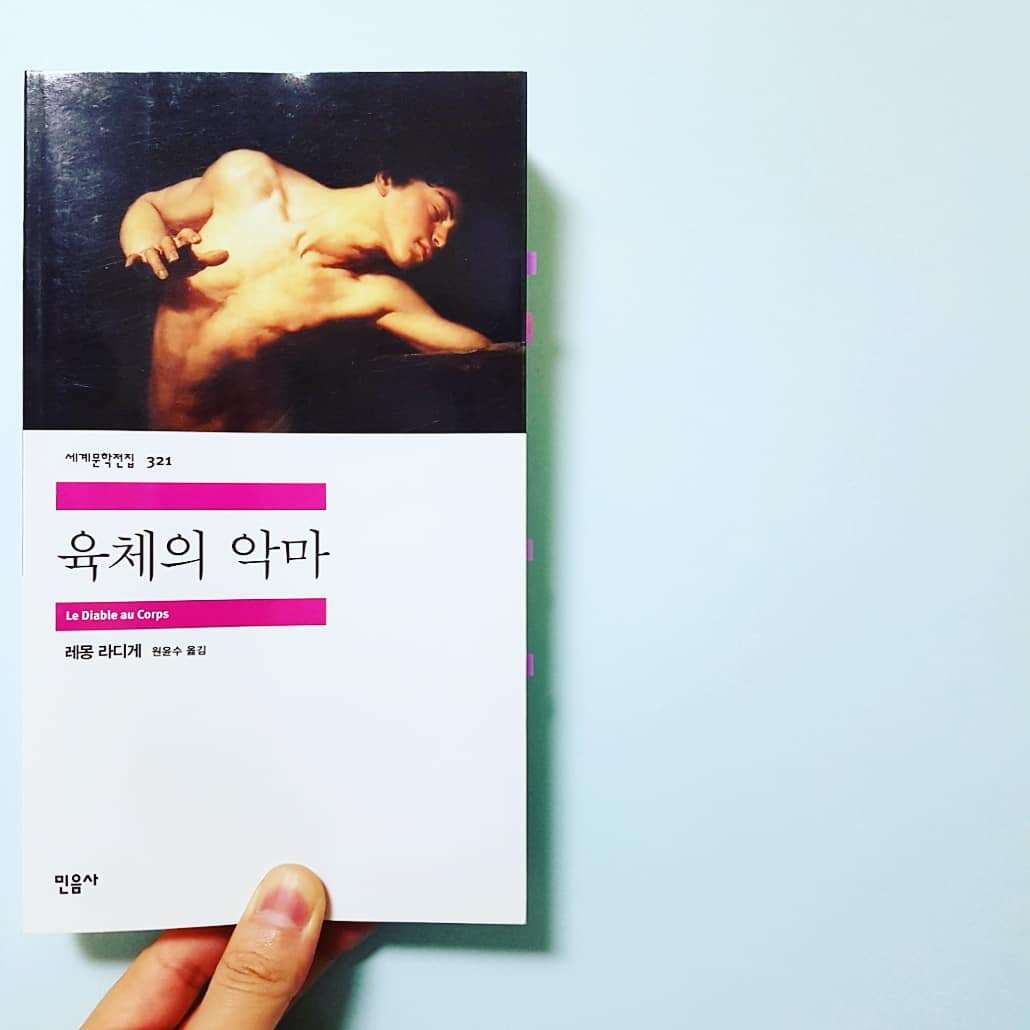 세계문학전집 321
육체의 악마
Le Diable au Corps
레몽 라디게 원윤수 옮김
민음사